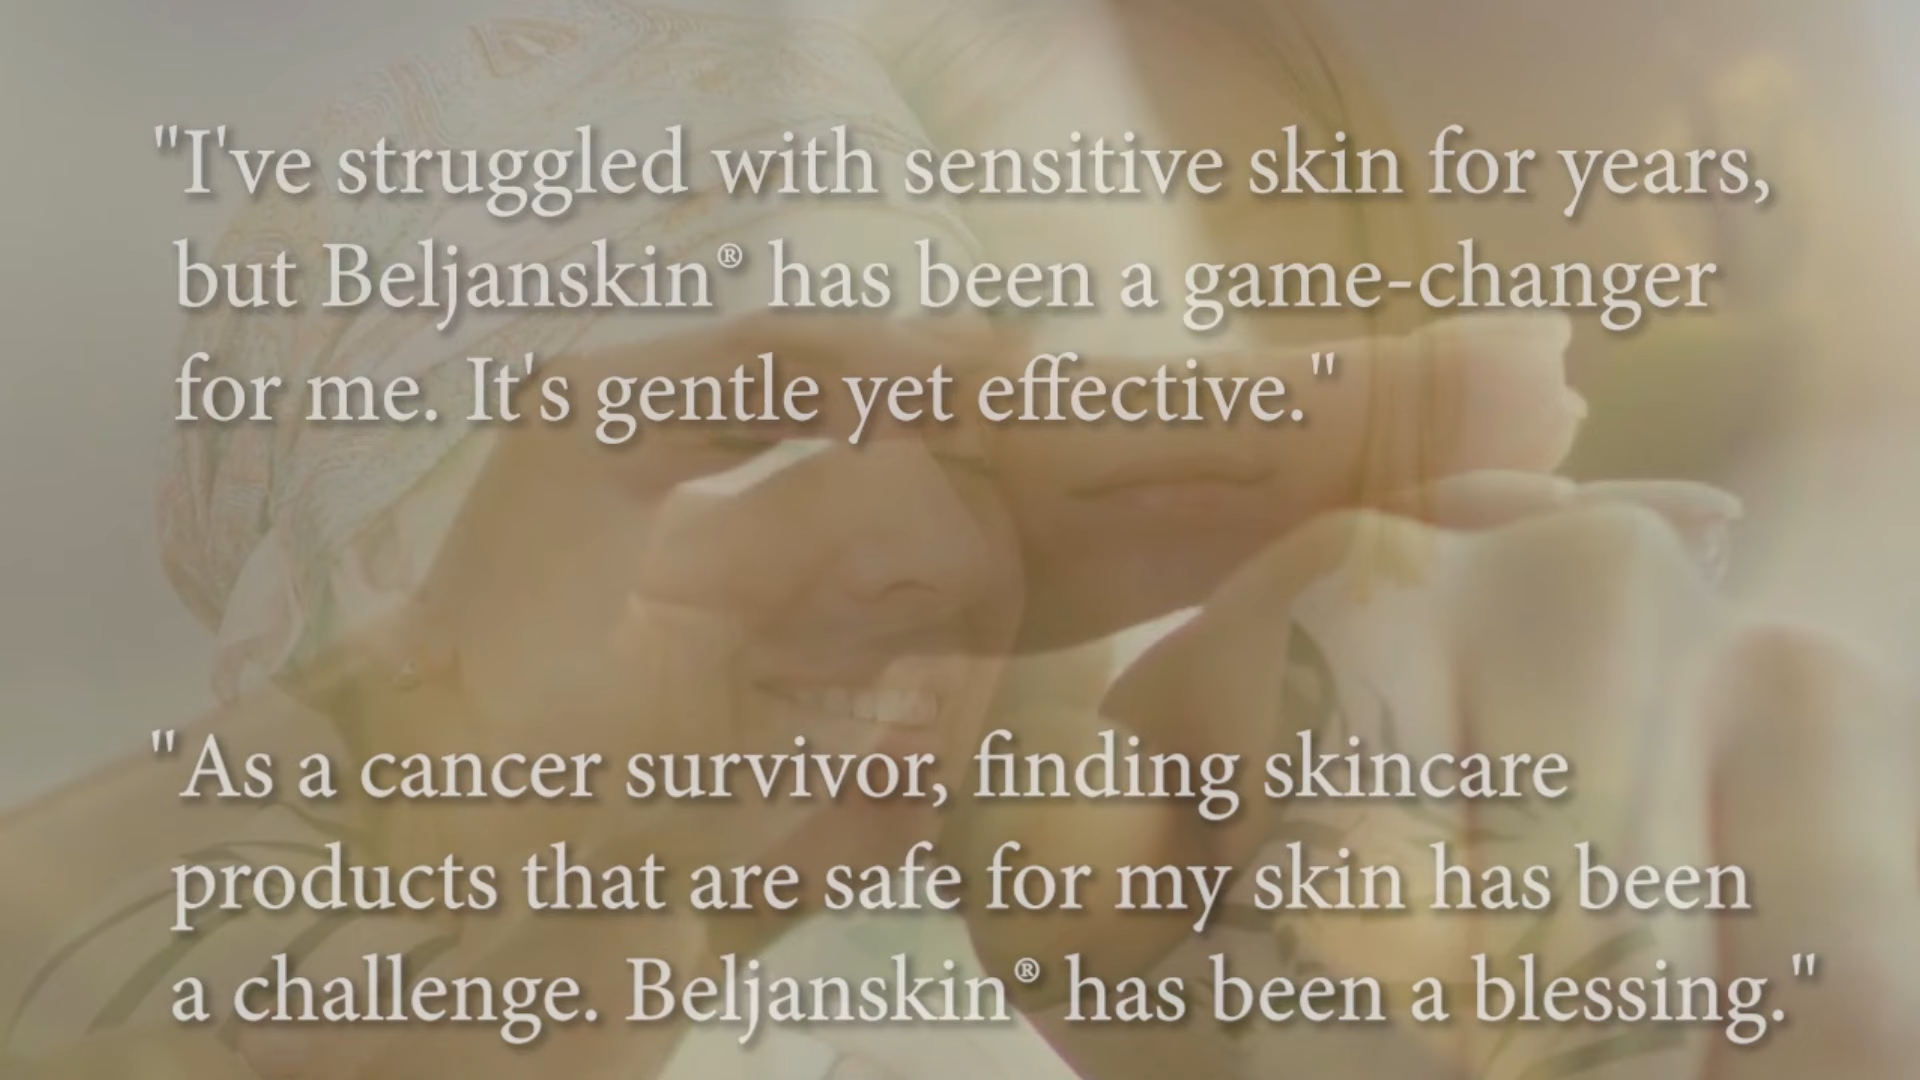 "I've struggled with sensitive skin for years,
but Beljanskin® has been a game-changer
for me. It's gentle yet effective."
"As a cancer survivor, finding skincare
products that are safe for my skin has been
a challenge. Beljanskin® has been a blessing."